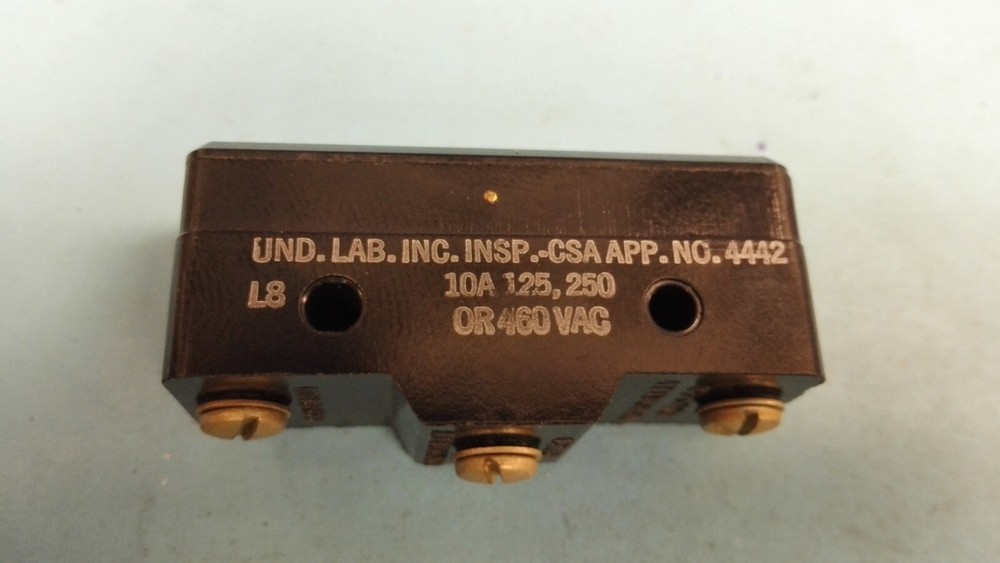 UND. LAB. INC. INSP.-CSA APP. NO. 4442
L8 10A 125, 250
OR 460 VAC